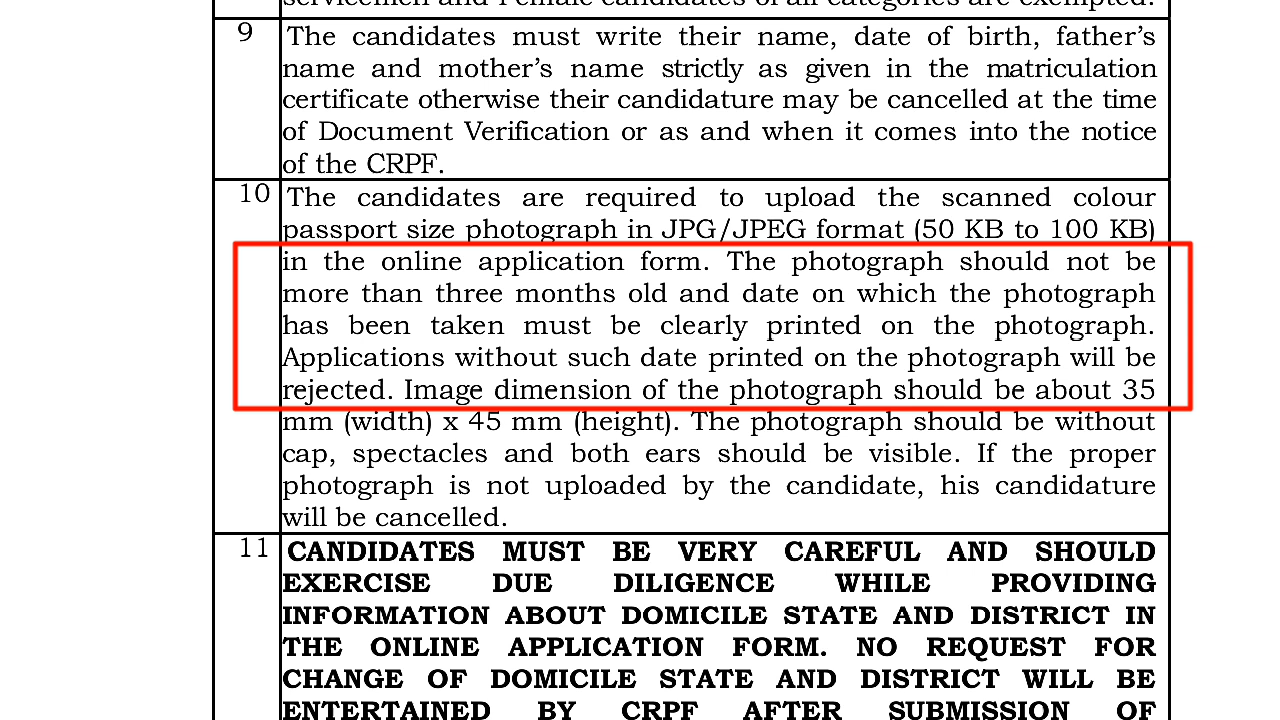 servicemen and Female candidates of all categories are exempted.
9 The candidates must write their name, date of birth, father’s
name and mother’s name strictly as given in the matriculation
certificate otherwise their candidature may be cancelled at the time
of Document Verification or as and when it comes into the notice
of the CRPF.
10 The candidates are required to upload the scanned colour
passport size photograph in JPG/JPEG format (50 KB to 100 KB)
in the online application form. The photograph should not be
more than three months old and date on which the photograph
has been taken must be clearly printed on the photograph.
Applications without such date printed on the photograph will be
rejected. Image dimension of the photograph should be about 35
mm (width) x 45 mm (height). The photograph should be without
cap, spectacles and both ears should be visible. If the proper
photograph is not uploaded by the candidate, his candidature
will be cancelled.
11 CANDIDATES MUST BE VERY CAREFUL AND SHOULD
EXERCISE DUE DILIGENCE WHILE PROVIDING
INFORMATION ABOUT DOMICILE STATE AND DISTRICT IN
THE ONLINE APPLICATION FORM. NO REQUEST FOR
CHANGE OF DOMICILE STATE AND DISTRICT WILL BE
ENTERTAINED BY CRPF AFTER SUBMISSION OF